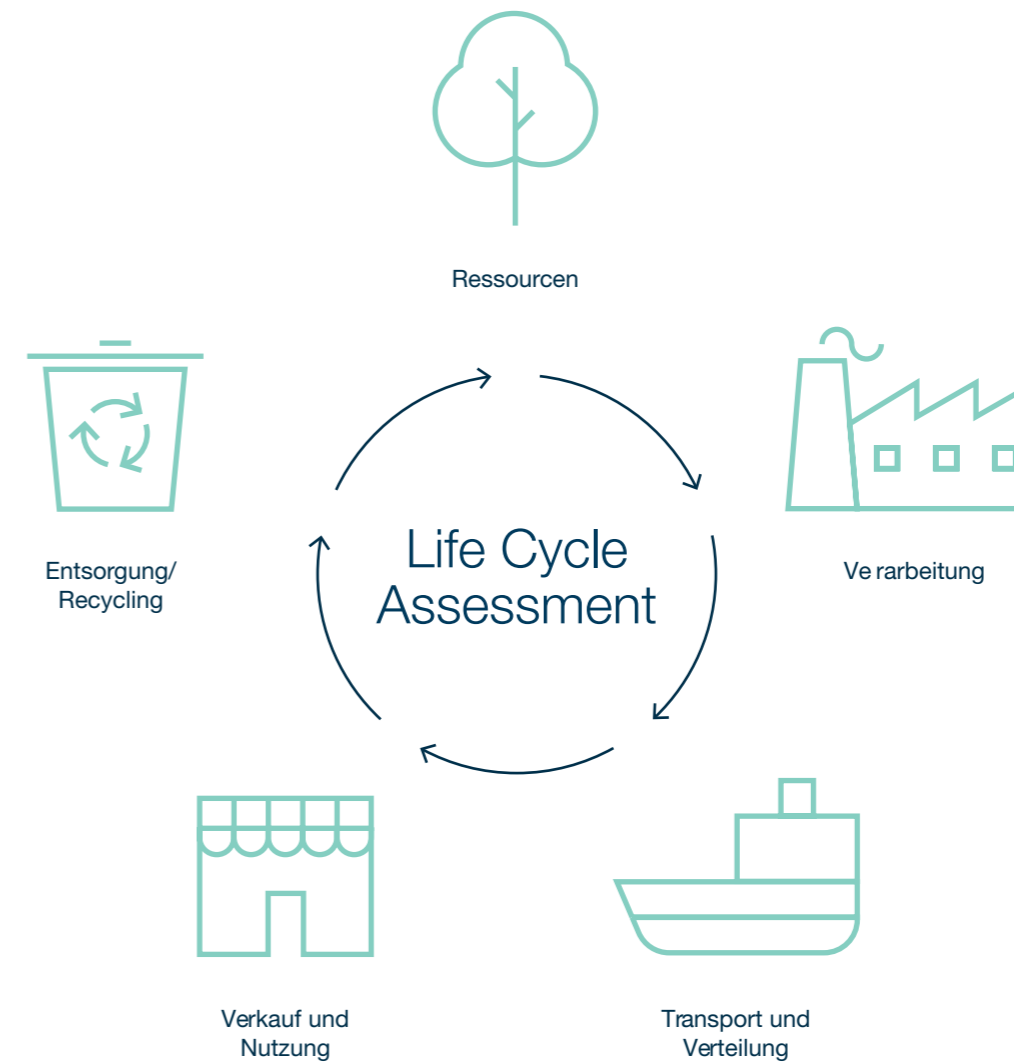 Ressourcen
Entsorgung/
Recycling
Life Cycle
Assessment
Ve rarbeitung
Verkauf und
Nutzung
Transport und
Verteilung